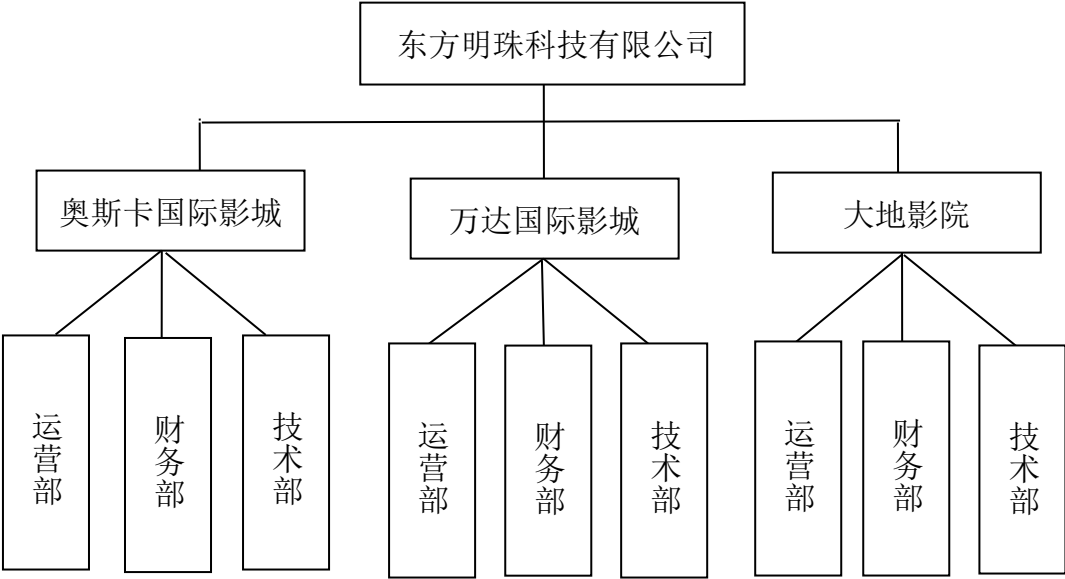 东方明珠科技有限公司
奥斯卡国际影城
万达国际影城
大地影院
运营部
财务部
技术部
运营部
财务部
技术部
运营部
财务部
技术部